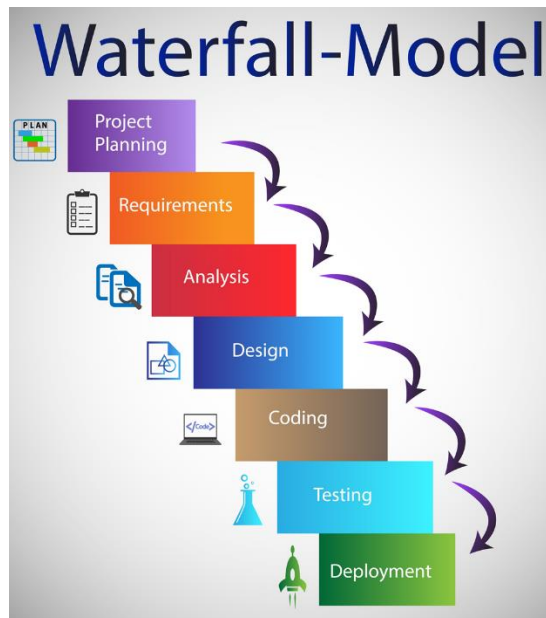 Waterfall-Model
PLAN
Project
Planning
Requirements
Analysis
Design
</Code>
Coding
Testing
Deployment